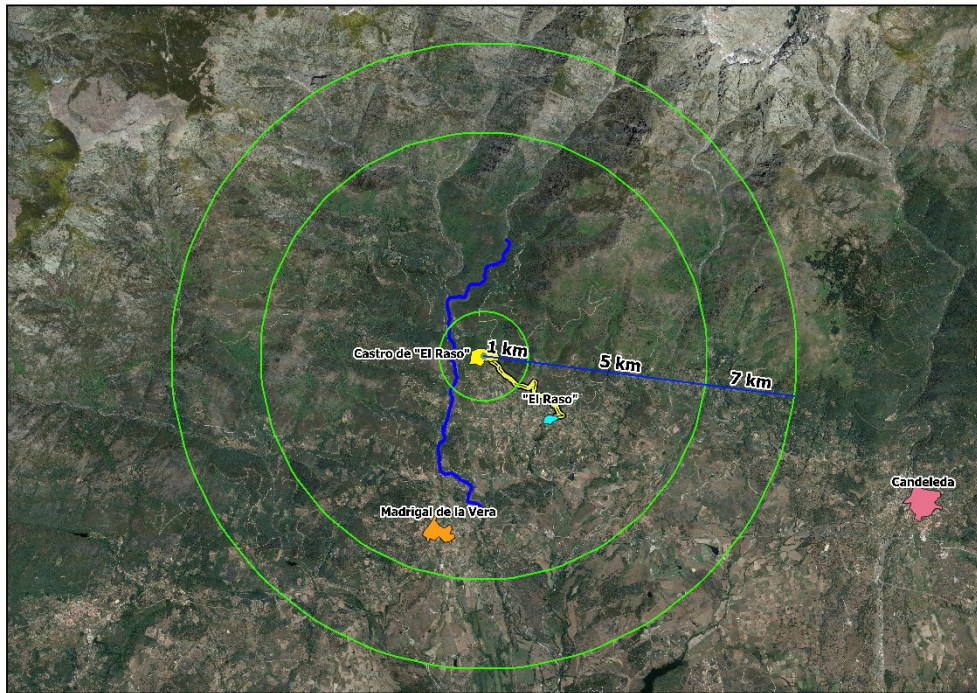 Castro de "El Raso"
1 km
5 km
7 km
"El Raso"
Candeleda
Madrigal de la Vera